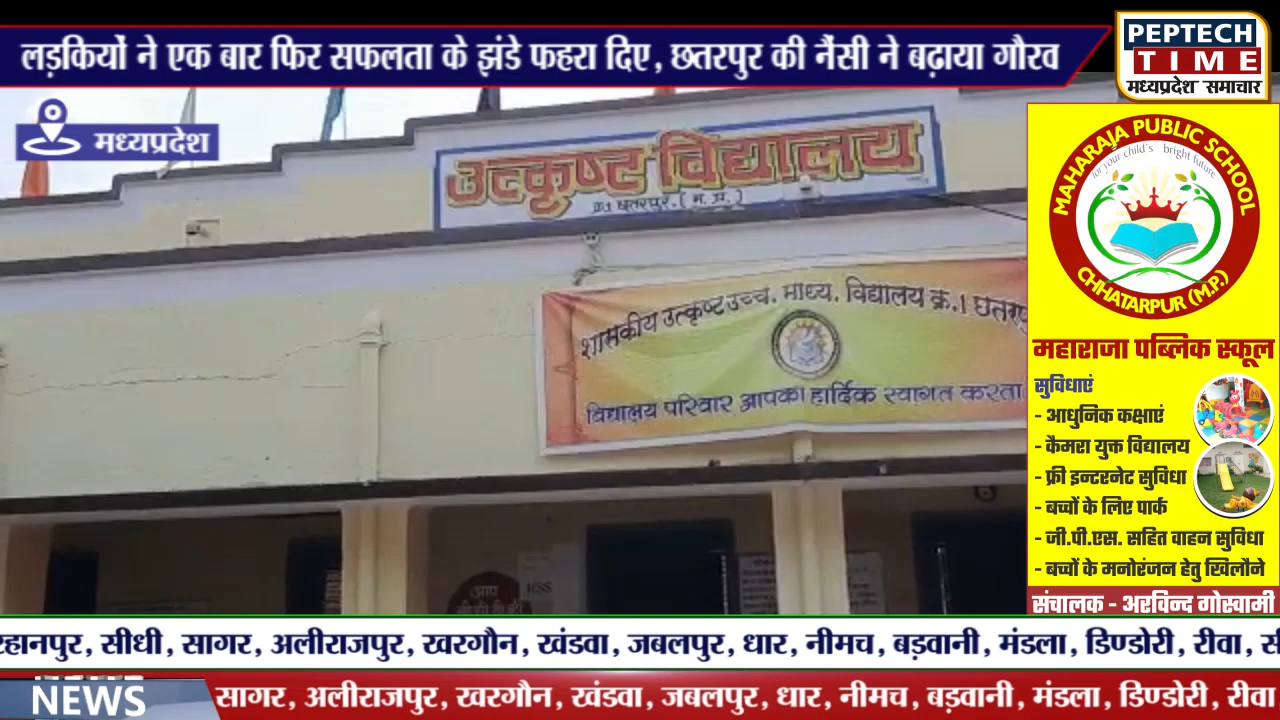 लड़कियों ने एक बार फिर सफलता के झंडे फहरा दिए, छतरपुर की नैंसी ने बढ़ाया गौरव
PEPTECH
TIME
मध्यप्रदेश समाचार
मध्यप्रदेश
उत्कृष्ट विद्यालय
क्र.1 छतरपुर.(म.प्र.)
शासकीय उत्कृष्ट उच्च. माध्य. विद्यालय क्र.1 छतरपु
विद्यालय परिवार आपका हार्दिक स्वागत करता
आप
HSS
MAHARAJA PUBLIC SCHOOL
for your child's bright future
CHHATARPUR (M.P.)
महाराजा पब्लिक स्कूल
सुविधाएं
- आधुनिक कक्षाएं
- कैमरा युक्त विद्यालय
- फ्री इन्टरनेट सुविधा
- बच्चों के लिए पार्क
- जी.पी.एस. सहित वाहन सुविधा
- बच्चों के मनोरंजन हेतु खिलौने
संचालक - अरविन्द गोस्वामी
रहानपुर, सीधी, सागर, अलीराजपुर, खरगौन, खंडवा, जबलपुर, धार, नीमच, बड़वानी, मंडला, डिण्डोरी, रीवा, स
NEWS
सागर, अलीराजपुर, खरगौन, खंडवा, जबलपुर, धार, नीमच, बड़वानी, मंडला, डिण्डोरी, रीवा